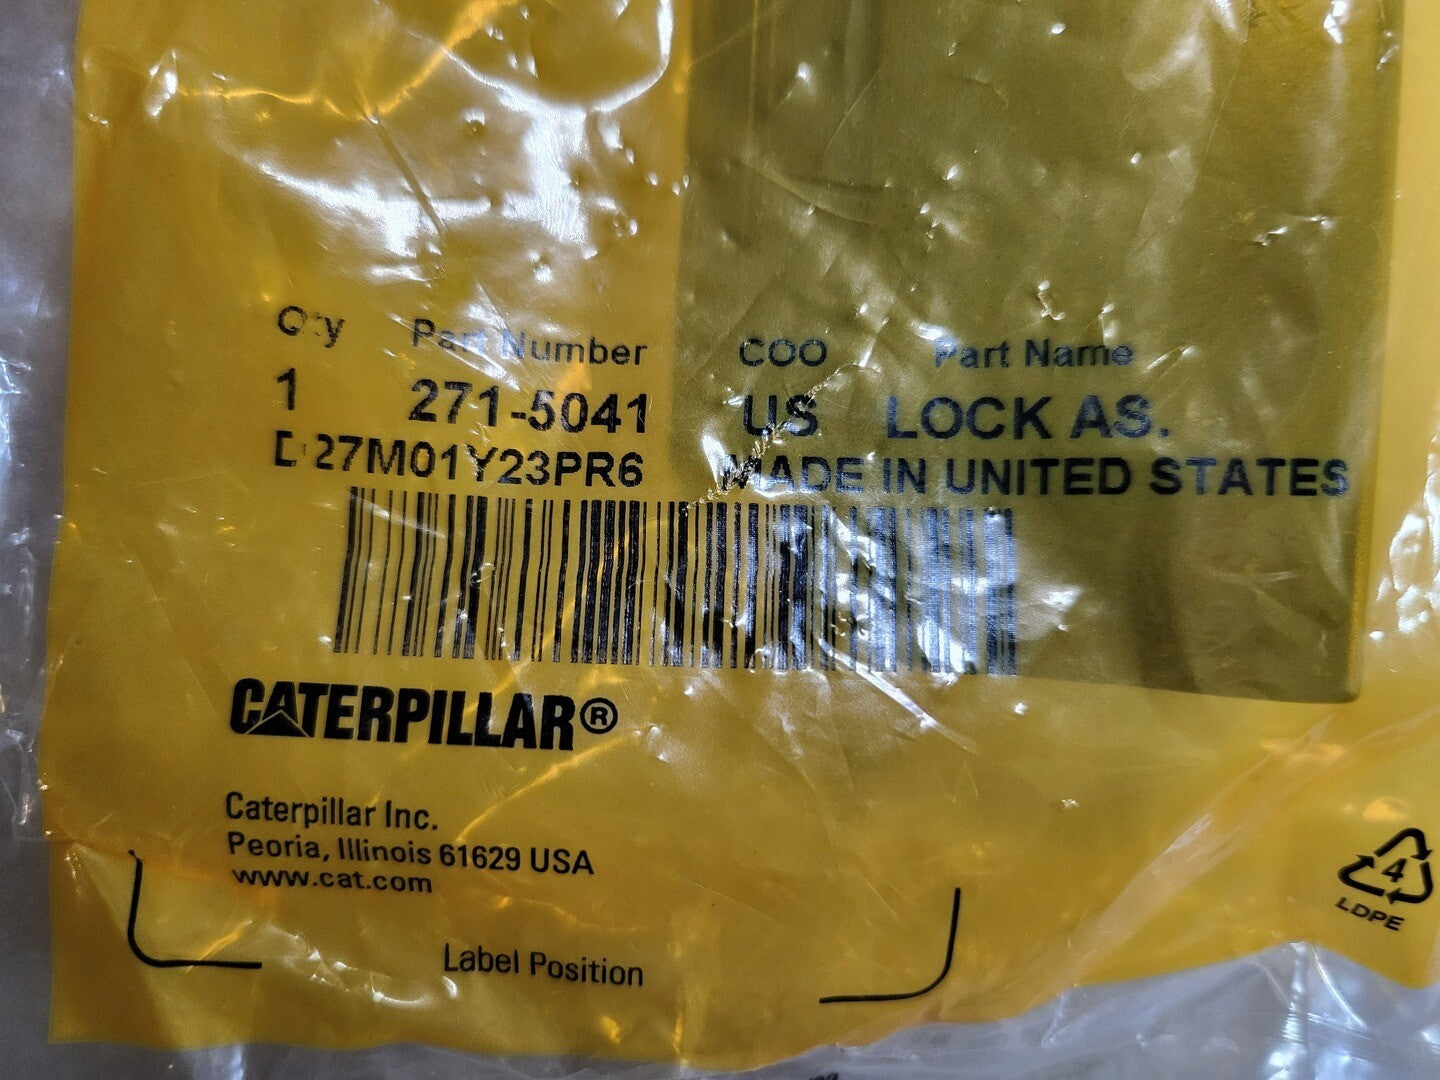 Qty Part Number COO Part Name
1 271-5041 US LOCK AS.
D27M01Y23PR6 MADE IN UNITED STATES
CATERPILLAR®
Caterpillar Inc.
Peoria, Illinois 61629 USA
www.cat.com
Label Position
4
LDPE